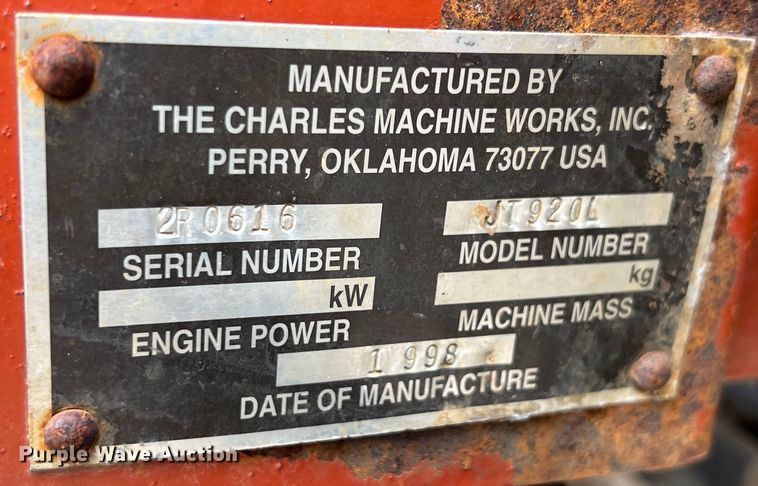 MANUFACTURED BY
THE CHARLES MACHINE WORKS, INC.
PERRY, OKLAHOMA 73077 USA
2R0616 JT920L
SERIAL NUMBER MODEL NUMBER
kW kg
ENGINE POWER MACHINE MASS
1998
DATE OF MANUFACTURE
Purple Wave Auction